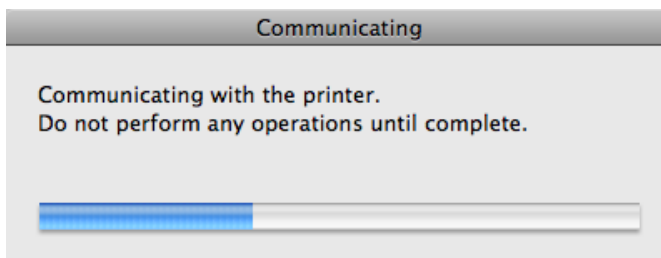 Communicating
Communicating with the printer.
Do not perform any operations until complete.